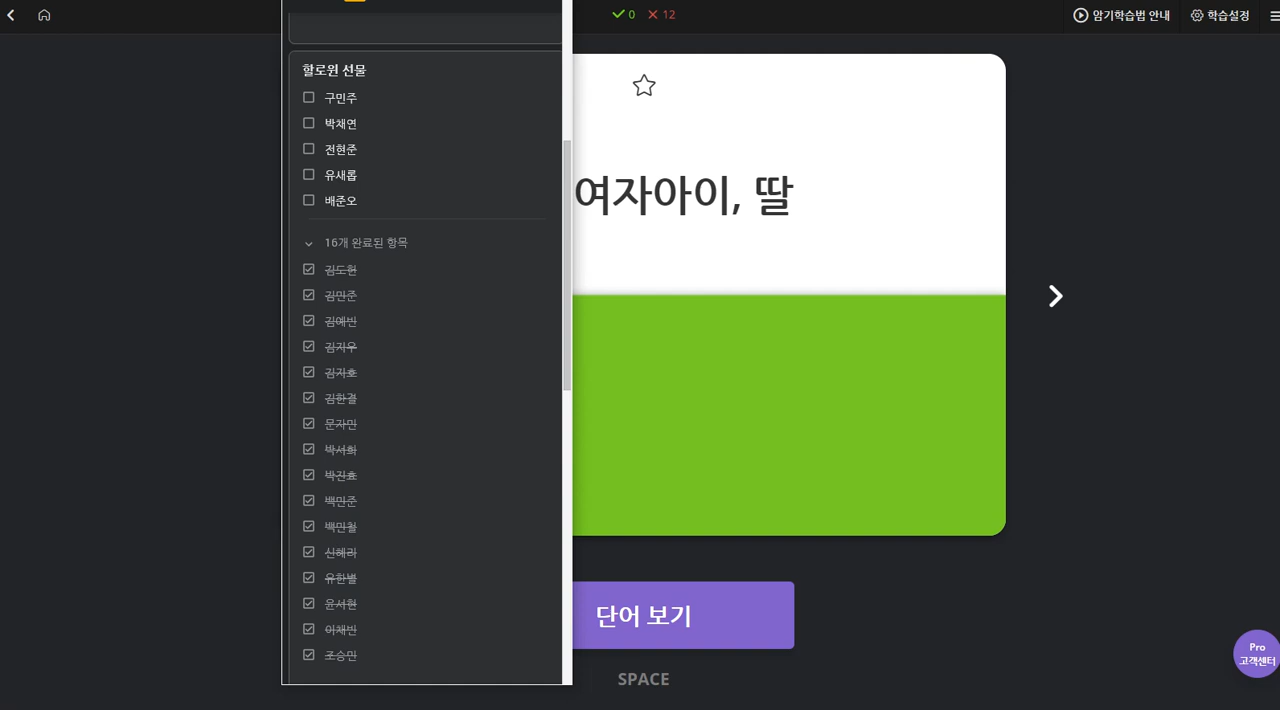 0 12
암기학습법 안내 학습설정
할로윈 선물
구민주
박채연
전현준
유새롬
배준오
16개 완료된 항목
김도헌
김민준
김예빈
김지우
김지호
김한결
문지민
박서희
박진효
백민준
백민철
신혜라
유한별
윤서현
이채빈
조승민
여자아이, 딸
단어 보기
SPACE
Pro
고객센터